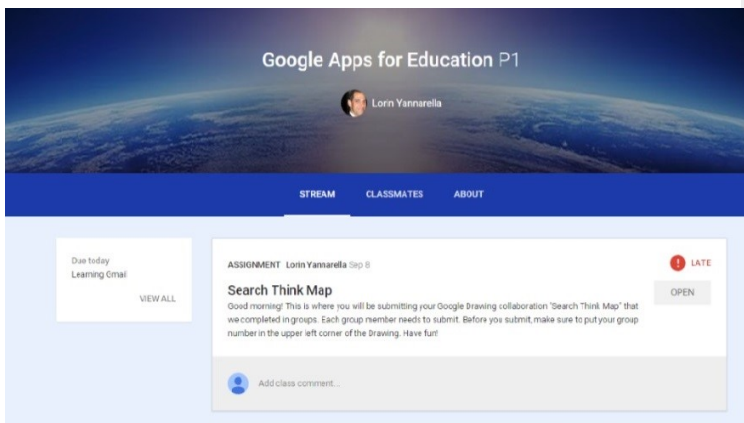 Google Apps for Education P1
Lorin Yannarella
STREAM CLASSMATES ABOUT
Due today
Learning Gmail
VIEW ALL
ASSIGNMENT Lorin Yannarella Sep 8
LATE
Search Think Map
OPEN
Good morning! This is where you will be submitting your Google Drawing collaboration "Search Think Map" that
we completed in groups. Each group member needs to submit. Before you submit, make sure to put your group
number in the upper left corner of the Drawing. Have fun!
Add class comment...